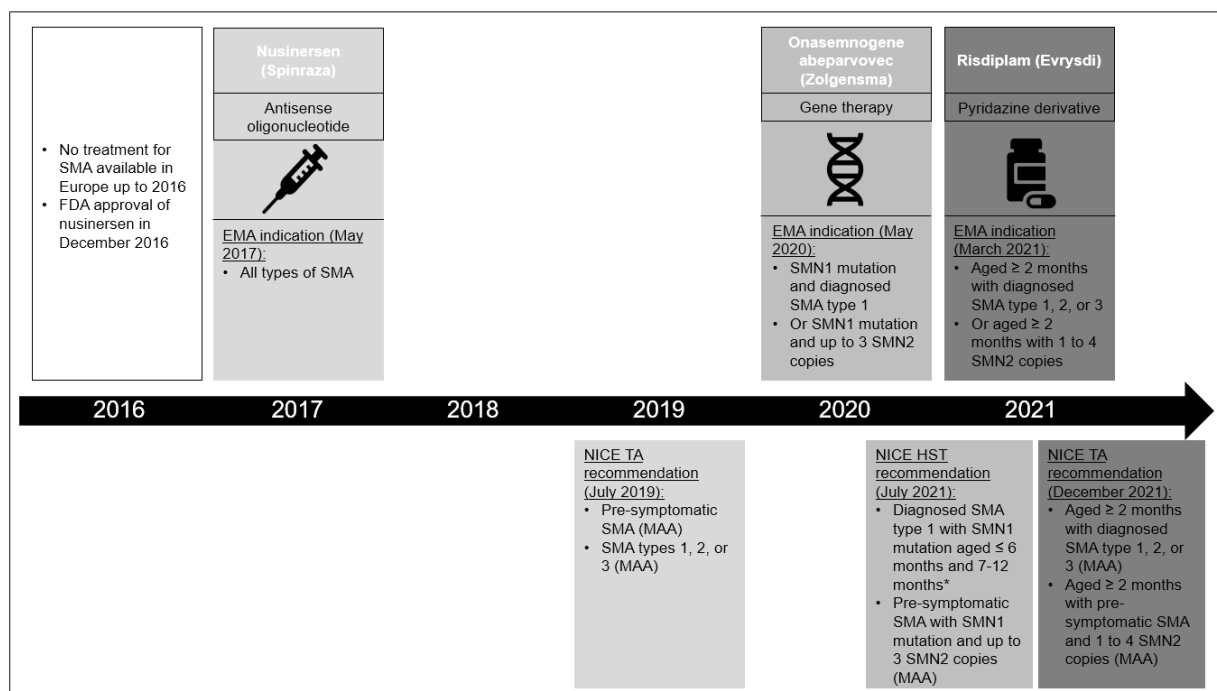 • No treatment for
SMA available in
Europe up to 2016
• FDA approval of
nusinersen in
December 2016
Nusinersen
(Spinraza)
Antisense
oligonucleotide
EMA indication (May
2017):
• All types of SMA
Onasemnogene
abeparvovec
(Zolgensma)
Gene therapy
EMA indication (May
2020):
• SMN1 mutation
and diagnosed
SMA type 1
• Or SMN1 mutation
and up to 3 SMN2
copies
Risdiplam (Evrysdi)
Pyridazine derivative
EMA indication
(March 2021):
• Aged ≥ 2 months
with diagnosed
SMA type 1, 2, or 3
• Or aged ≥ 2
months with 1 to 4
SMN2 copies
2016 2017 2018 2019 2020 2021
NICE TA
recommendation
(July 2019):
• Pre-symptomatic
SMA (MAA)
• SMA types 1, 2, or
3 (MAA)
NICE HST
recommendation
(July 2021):
• Diagnosed SMA
type 1 with SMN1
mutation aged ≤ 6
months and 7-12
months*
• Pre-symptomatic
SMA with SMN1
mutation and up to
3 SMN2 copies
(MAA)
NICE TA
recommendation
(December 2021):
• Aged ≥ 2 months
with diagnosed
SMA type 1, 2, or
3 (MAA)
• Aged ≥ 2 months
with pre-
symptomatic SMA
and 1 to 4 SMN2
copies (MAA)